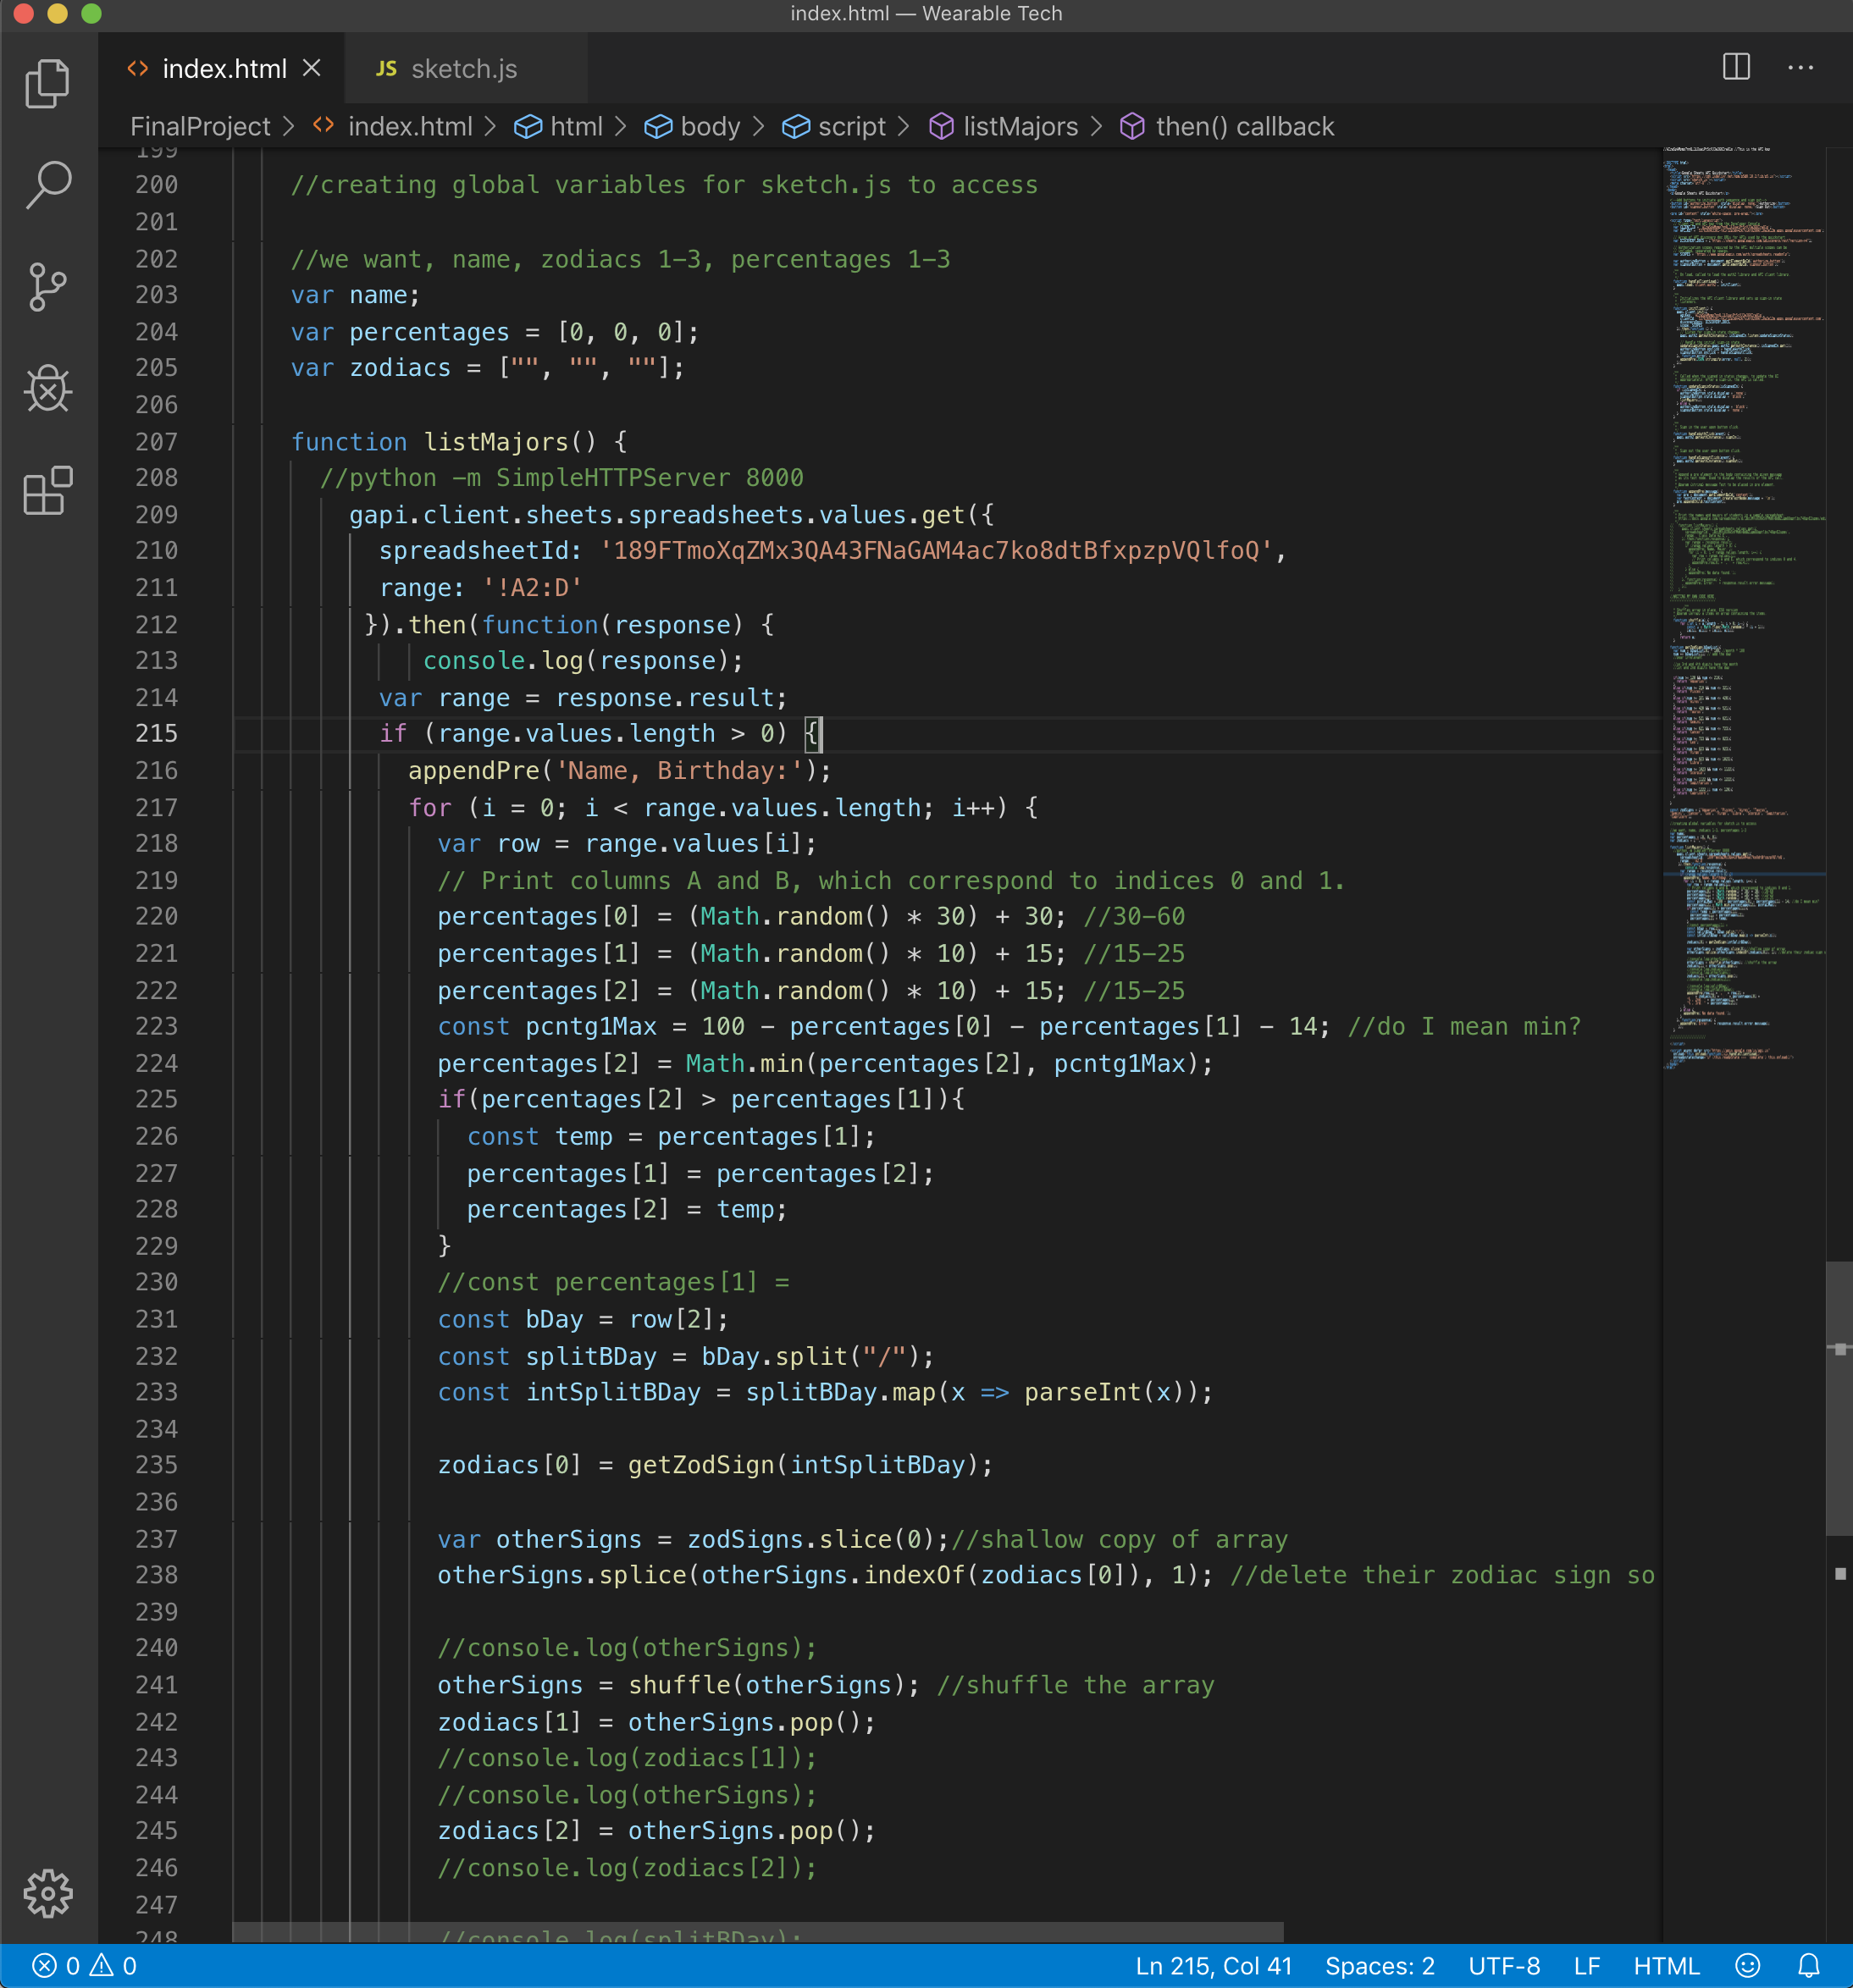 index.html — Wearable Tech
index.html
JS sketch.js
FinalProject > index.html > html > body > script > listMajors > then() callback
199
200 //creating global variables for sketch.js to access
201
202 //we want, name, zodiacs 1-3, percentages 1-3
203 var name;
204 var percentages = [0, 0, 0];
205 var zodiacs = ["", "", ""];
206
207 function listMajors() {
208 //python -m SimpleHTTPServer 8000
209 gapi.client.sheets.spreadsheets.values.get({
210 spreadsheetId: '189FTmoXqZMx3QA43FNaGAM4ac7ko8dtBfxpzpVQlfoQ',
211 range: '!A2:D'
212 }).then(function(response) {
213 console.log(response);
214 var range = response.result;
215 if (range.values.length > 0) {
216 appendPre('Name, Birthday:');
217 for (i = 0; i < range.values.length; i++) {
218 var row = range.values[i];
219 // Print columns A and B, which correspond to indices 0 and 1.
220 percentages[0] = (Math.random() * 30) + 30; //30-60
221 percentages[1] = (Math.random() * 10) + 15; //15-25
222 percentages[2] = (Math.random() * 10) + 15; //15-25
223 const pcntg1Max = 100 - percentages[0] - percentages[1] - 14; //do I mean min?
224 percentages[2] = Math.min(percentages[2], pcntg1Max);
225 if(percentages[2] > percentages[1]){
226 const temp = percentages[1];
227 percentages[1] = percentages[2];
228 percentages[2] = temp;
229 }
230 //const percentages[1] =
231 const bDay = row[2];
232 const splitBDay = bDay.split("/");
233 const intSplitBDay = splitBDay.map(x => parseInt(x));
234
235 zodiacs[0] = getZodSign(intSplitBDay);
236
237 var otherSigns = zodSigns.slice(0);//shallow copy of array
238 otherSigns.splice(otherSigns.indexOf(zodiacs[0]), 1); //delete their zodiac sign so
239
240 //console.log(otherSigns);
241 otherSigns = shuffle(otherSigns); //shuffle the array
242 zodiacs[1] = otherSigns.pop();
243 //console.log(zodiacs[1]);
244 //console.log(otherSigns);
245 zodiacs[2] = otherSigns.pop();
246 //console.log(zodiacs[2]);
247
248 //console.log(splitBDay);
0 0 Ln 215, Col 41 Spaces: 2 UTF-8 LF HTML